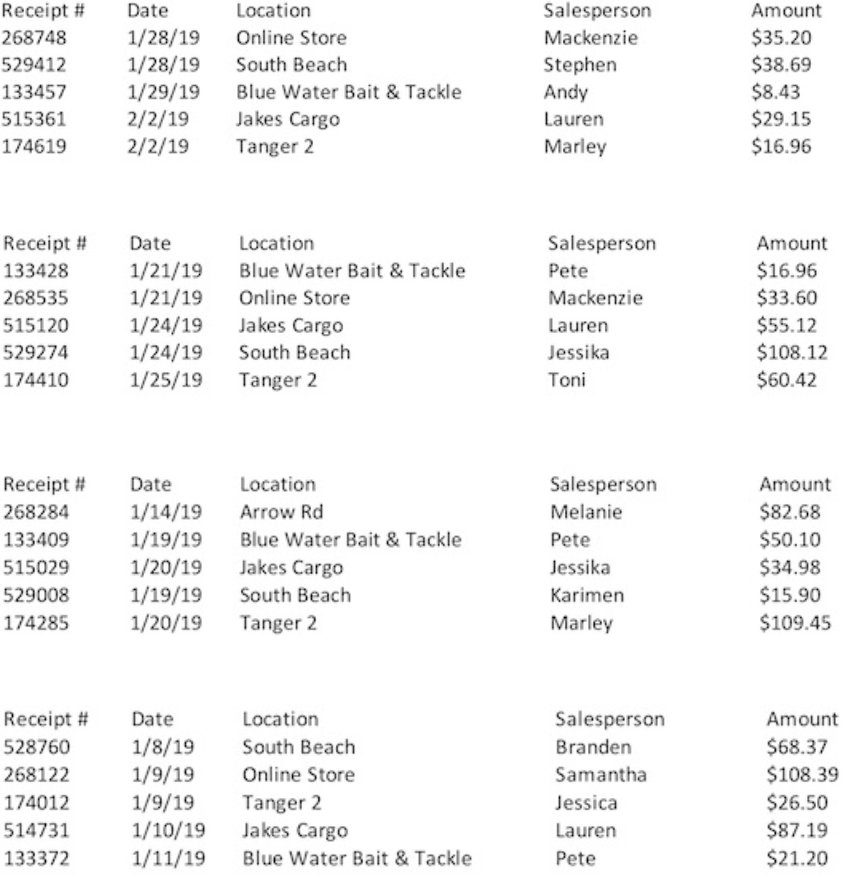 Receipt # Date Location Salesperson Amount
268748 1/28/19 Online Store Mackenzie $35.20
529412 1/28/19 South Beach Stephen $38.69
133457 1/29/19 Blue Water Bait & Tackle Andy $8.43
515361 2/2/19 Jakes Cargo Lauren $29.15
174619 2/2/19 Tanger 2 Marley $16.96
Receipt # Date Location Salesperson Amount
133428 1/21/19 Blue Water Bait & Tackle Pete $16.96
268535 1/21/19 Online Store Mackenzie $33.60
515120 1/24/19 Jakes Cargo Lauren $55.12
529274 1/24/19 South Beach Jessika $108.12
174410 1/25/19 Tanger 2 Toni $60.42
Receipt # Date Location Salesperson Amount
268284 1/14/19 Arrow Rd Melanie $82.68
133409 1/19/19 Blue Water Bait & Tackle Pete $50.10
515029 1/20/19 Jakes Cargo Jessika $34.98
529008 1/19/19 South Beach Karimen $15.90
174285 1/20/19 Tanger 2 Marley $109.45
Receipt # Date Location Salesperson Amount
528760 1/8/19 South Beach Branden $68.37
268122 1/9/19 Online Store Samantha $108.39
174012 1/9/19 Tanger 2 Jessica $26.50
514731 1/10/19 Jakes Cargo Lauren $87.19
133372 1/11/19 Blue Water Bait & Tackle Pete $21.20